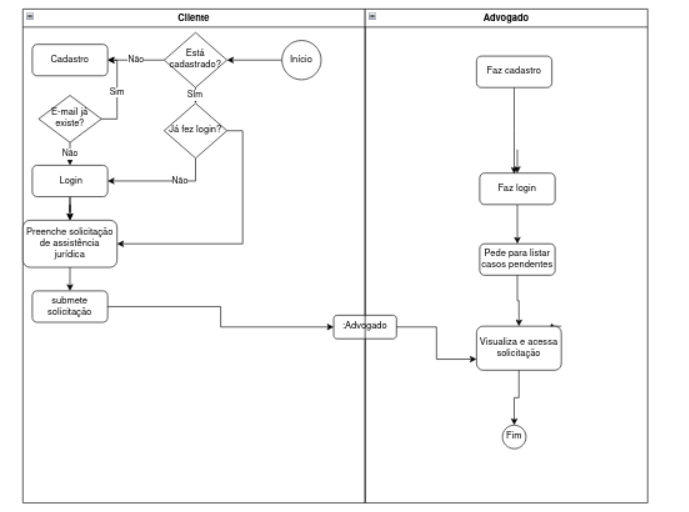 Cliente
Advogado
Cadastro
Não
Está
cadastrado?
Início
Sim
Sim
E-mail já
existe?
Já fez login?
Não
Login
Não
Preenche solicitação
de assistência
jurídica
submete
solicitação
:Advogado
Faz cadastro
Faz login
Pede para listar
casos pendentes
Visualiza e acessa
solicitação
Fim